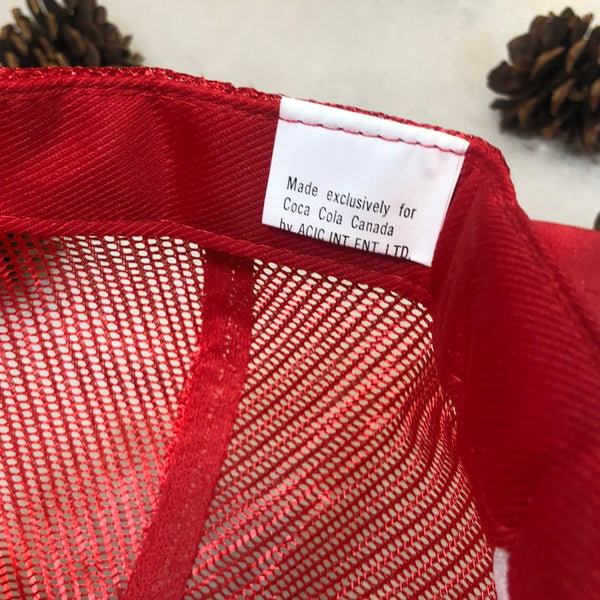 Made exclusively for
Coca Cola Canada
by ACIC INT.ENT.LTD.